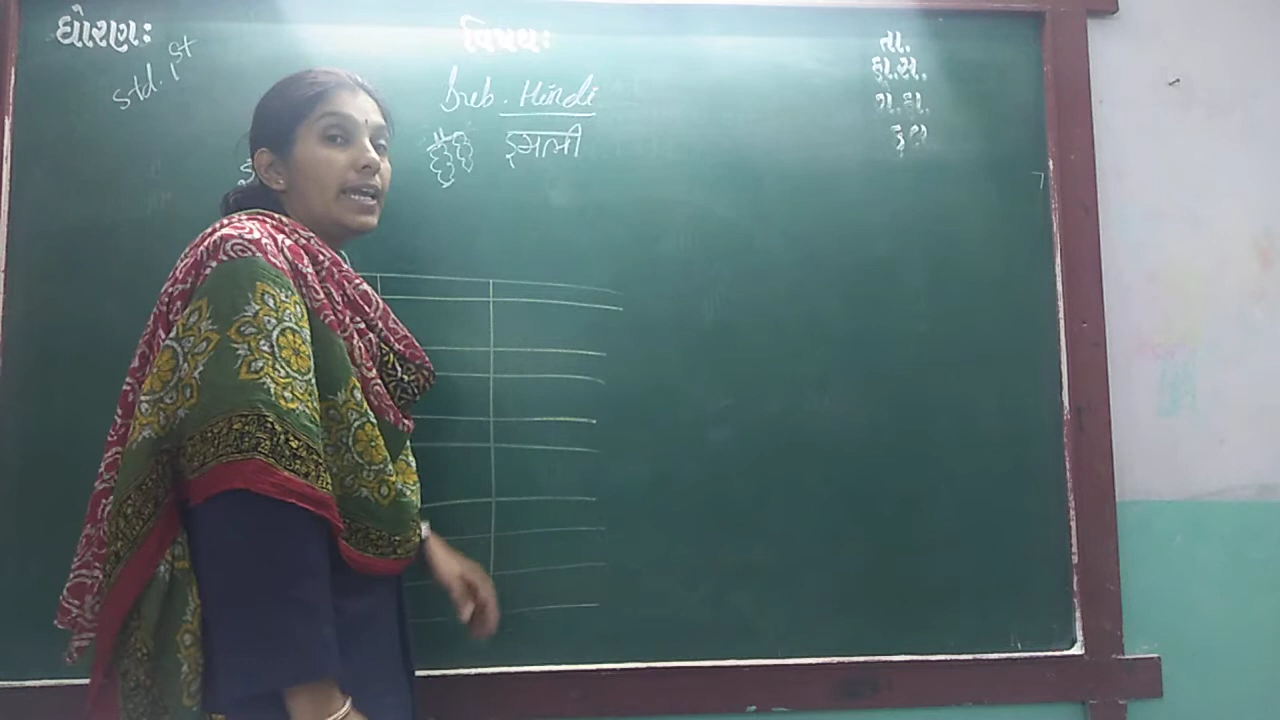 ધોરણઃ
std. 1st
વિષયઃ
Sub. Hindi
इमली
તા.
કા.સ.
ગ.હા.
કુલ